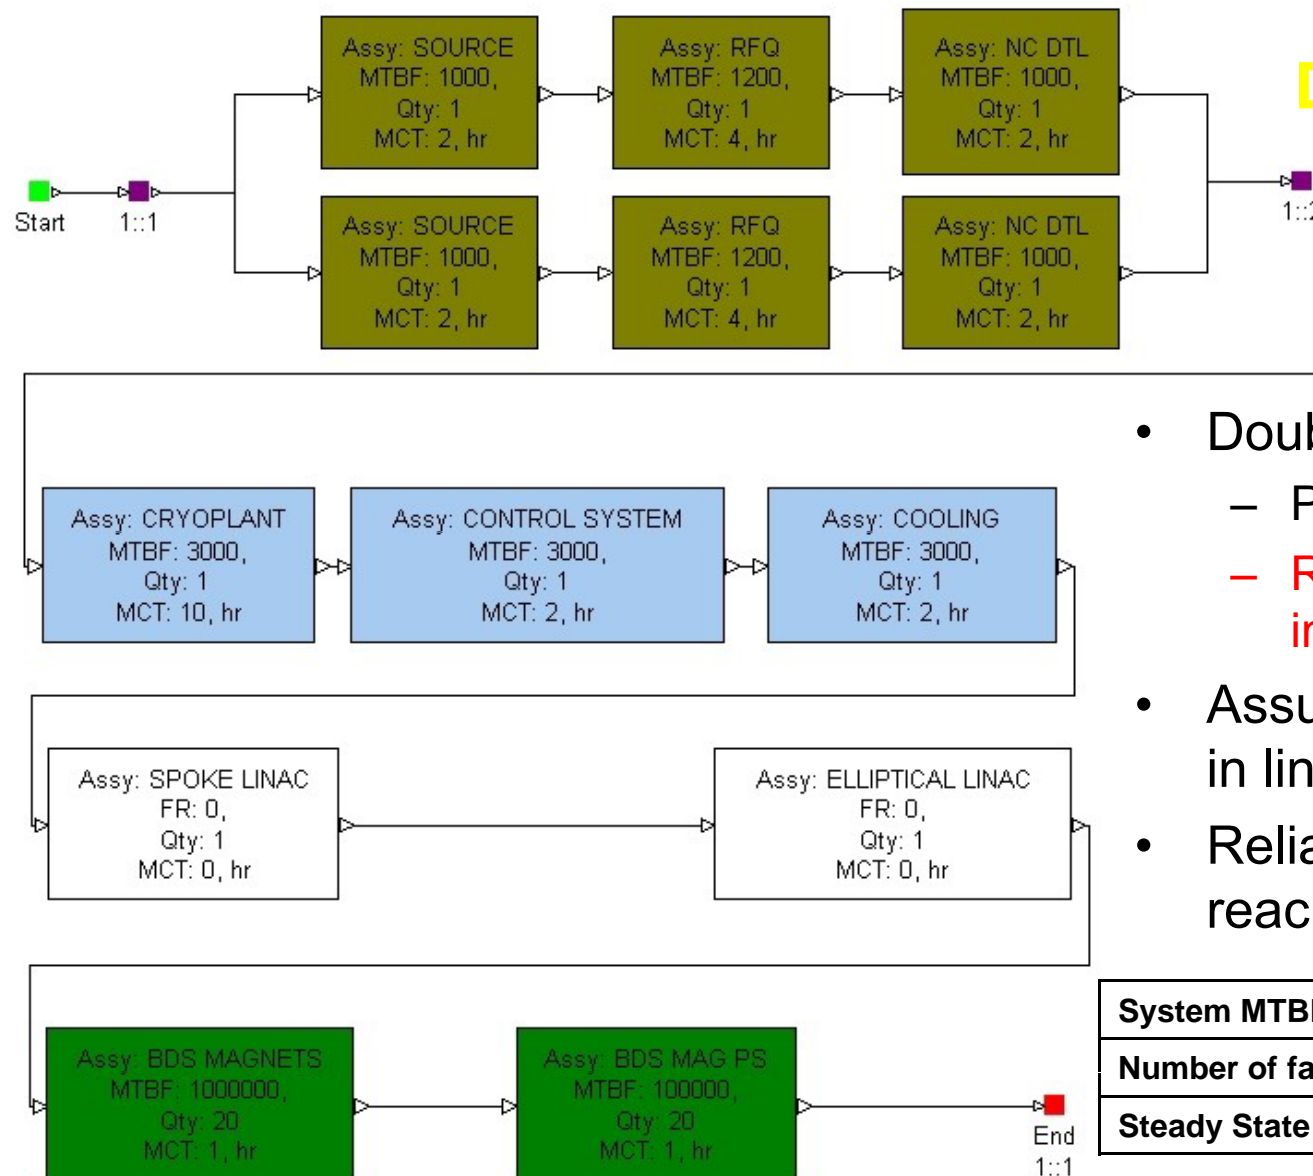 Assy: SOURCE
MTBF: 1000,
Qty: 1
MCT: 2, hr
Assy: RFQ
MTBF: 1200,
Qty: 1
MCT: 4, hr
Assy: NC DTL
MTBF: 1000,
Qty: 1
MCT: 2, hr
Start
1::1
Assy: SOURCE
MTBF: 1000,
Qty: 1
MCT: 2, hr
Assy: RFQ
MTBF: 1200,
Qty: 1
MCT: 4, hr
Assy: NC DTL
MTBF: 1000,
Qty: 1
MCT: 2, hr
Assy: CRYOPLANT
MTBF: 3000,
Qty: 1
MCT: 10, hr
Assy: CONTROL SYSTEM
MTBF: 3000,
Qty: 1
MCT: 2, hr
Assy: COOLING
MTBF: 3000,
Qty: 1
MCT: 2, hr
Assy: SPOKE LINAC
FR: 0,
Qty: 1
MCT: 0, hr
Assy: ELLIPTICAL LINAC
FR: 0,
Qty: 1
MCT: 0, hr
Assy: BDS MAGNETS
MTBF: 1000000,
Qty: 20
MCT: 1, hr
Assy: BDS MAG PS
MTBF: 100000,
Qty: 20
MCT: 1, hr
End
1::1
in
System
Number of
Steady State